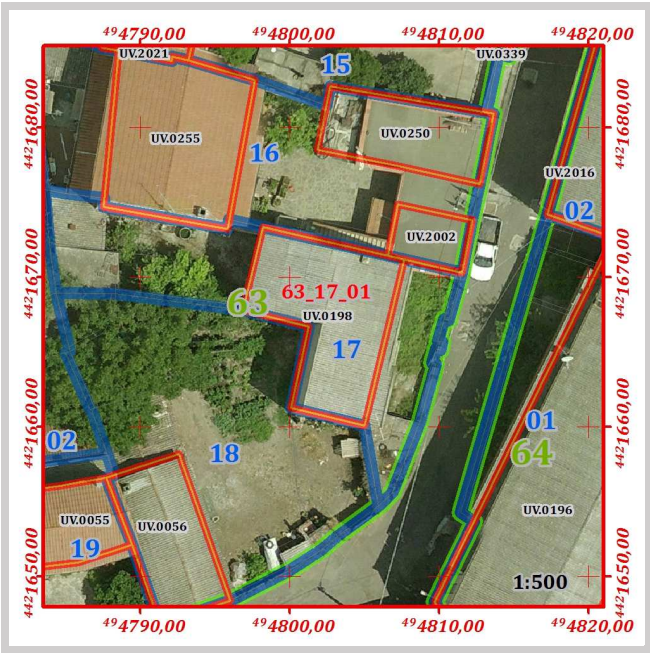 ⁴⁹4790,00 ⁴⁹4800,00 ⁴⁹4810,00 ⁴⁹4820,00
UV.2021
UV.0339
15
⁴⁴²¹680,00
⁴⁴²¹680,00
UV.0255
16
UV.0250
UV.2016
02
UV.2002
⁴⁴²¹670,00
⁴⁴²¹670,00
63
63_17_01
UV.0198
17
⁴⁴²¹660,00
⁴⁴²¹660,00
02
18
01
64
UV.0055
UV.0056
UV.0196
19
⁴⁴²¹650,00
⁴⁴²¹650,00
1:500
⁴⁹4790,00 ⁴⁹4800,00 ⁴⁹4810,00 ⁴⁹4820,00